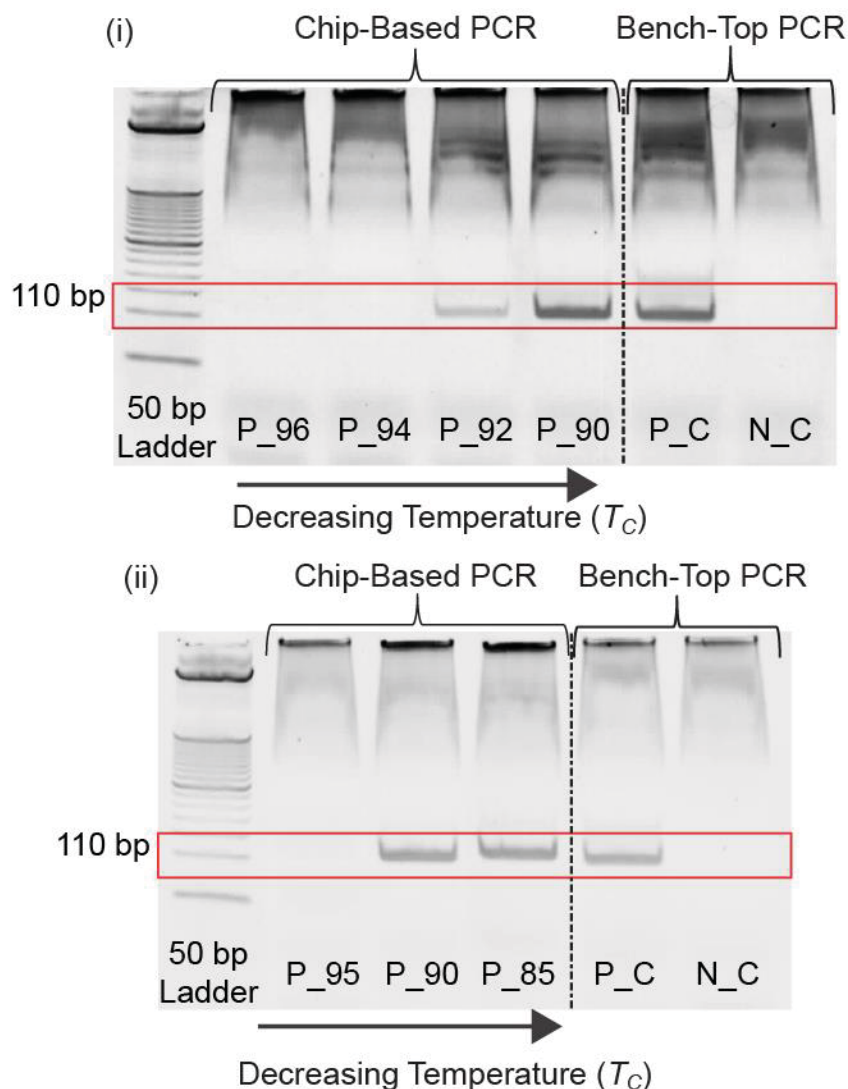 (i) Chip-Based PCR Bench-Top PCR
110 bp
50 bp
Ladder
P_96 P_94 P_92 P_90 P_C N_C
Decreasing Temperature (T_C)
(ii) Chip-Based PCR Bench-Top PCR
110 bp
50 bp
Ladder
P_95 P_90 P_85 P_C N_C
Decreasing Temperature (T_C)